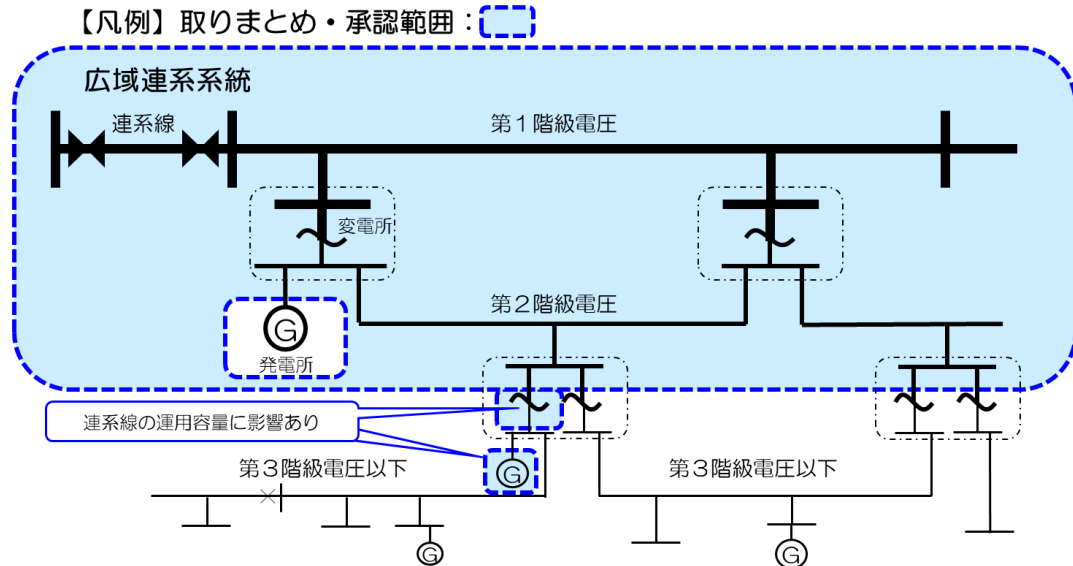 【凡例】取りまとめ・承認範囲：
広域連系系統
連系線
第１階級電圧
変電所
第２階級電圧
G
発電所
連系線の運用容量に影響あり
G
第３階級電圧以下
第３階級電圧以下
G
G